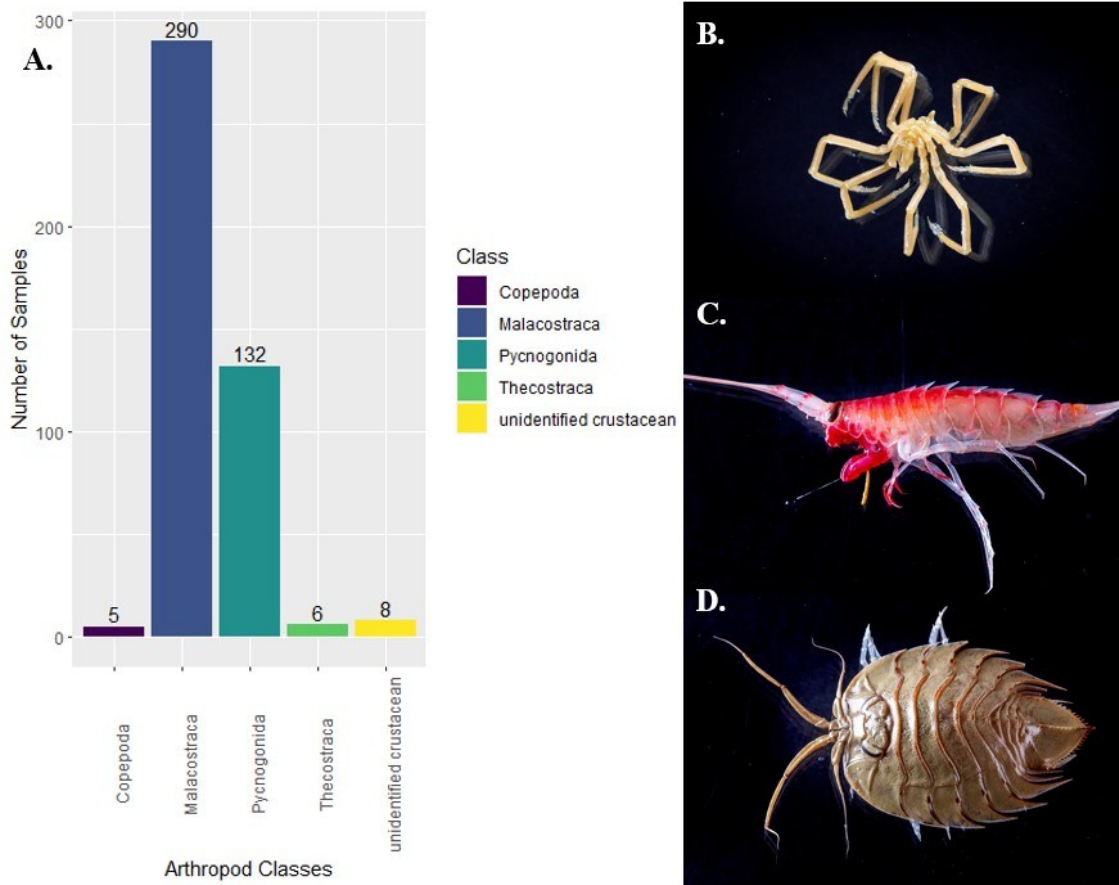 A.
300
200
100
0
Number of Samples
290
132
5
6
8
Copepoda
Malacostraca
Pycnogonida
Thecostraca
unidentified crustacean
Arthropod Classes
Class
Copepoda
Malacostraca
Pycnogonida
Thecostraca
unidentified crustacean
B.
C.
D.